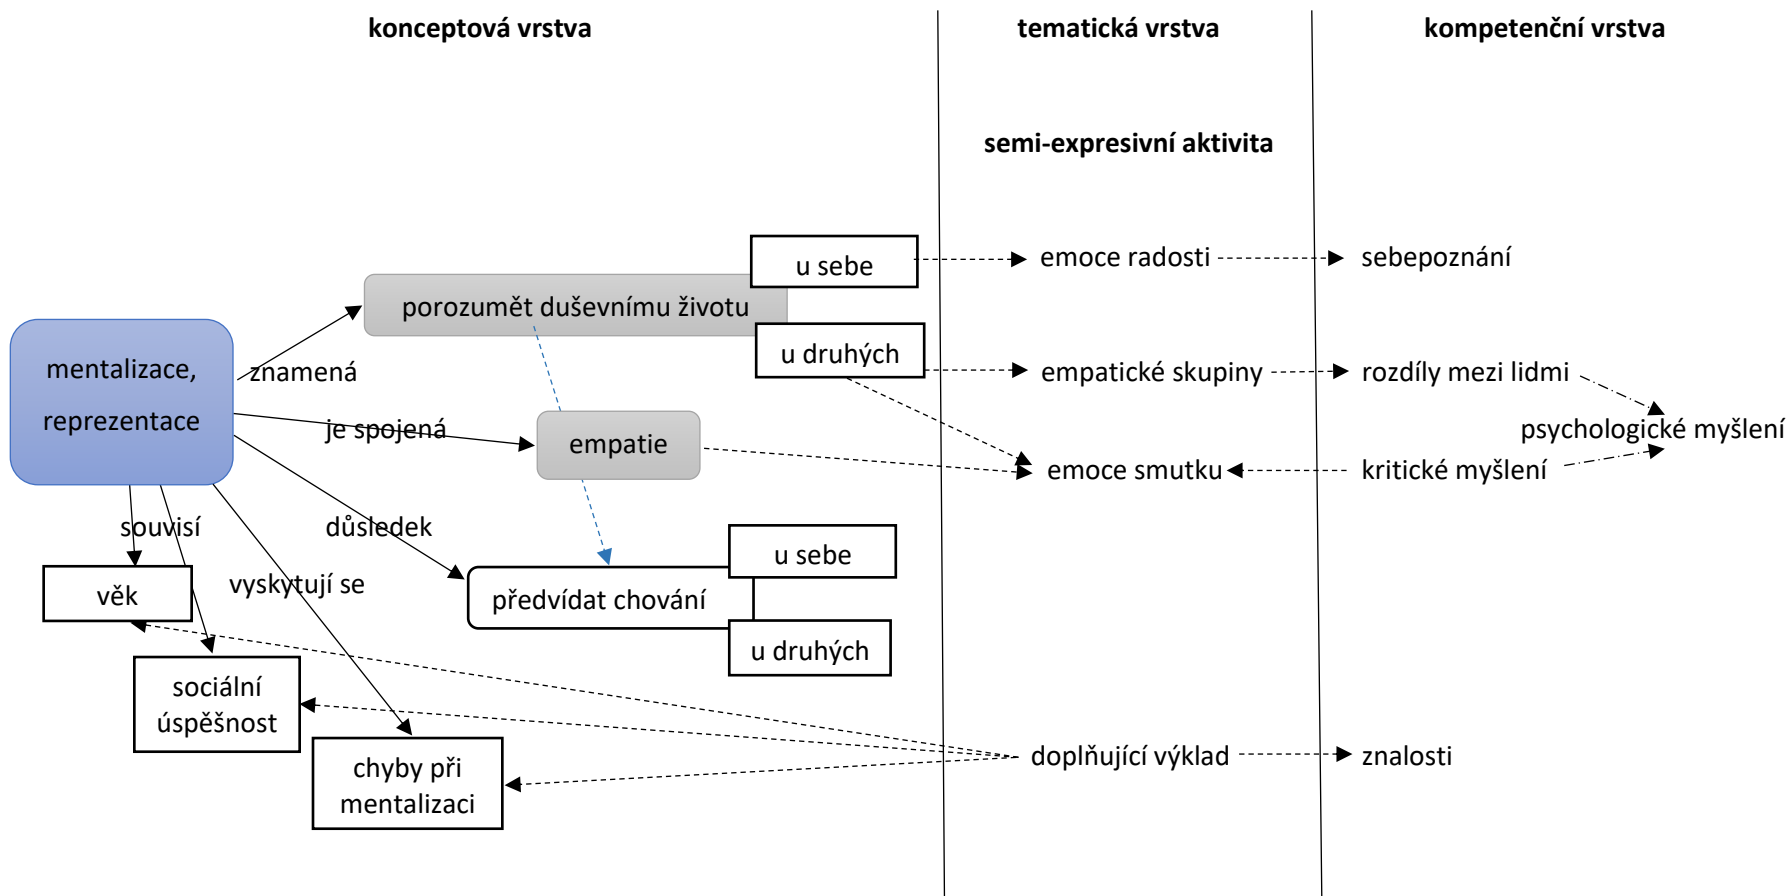 konceptová vrstva
tematická vrstva
kompetenční vrstva
semi-expresivní aktivita
u sebe
emoce radosti
sebepoznání
porozumět duševnímu životu
u druhých
mentalizace,
reprezentace
znamená
empatické skupiny
rozdíly mezi lidmi
je spojená
empatie
psychologické myšlení
emoce smutku
kritické myšlení
souvisí
důsledek
u sebe
věk
vyskytují se
předvídat chování
u druhých
sociální
úspěšnost
chyby při
mentalizaci
doplňující výklad
znalosti